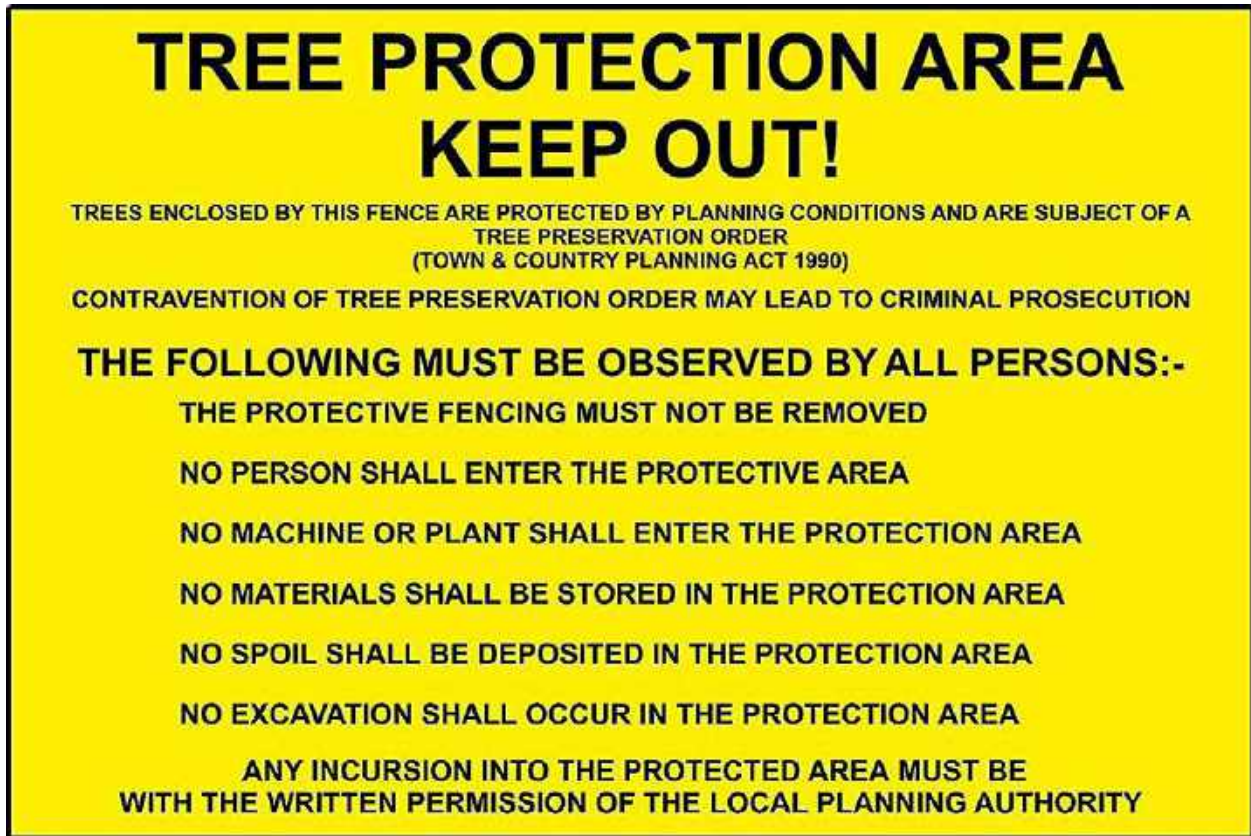 TREE PROTECTION AREA
KEEP OUT!
TREES ENCLOSED BY THIS FENCE ARE PROTECTED BY PLANNING CONDITIONS AND ARE SUBJECT OF A
TREE PRESERVATION ORDER
(TOWN & COUNTRY PLANNING ACT 1990)
CONTRAVENTION OF TREE PRESERVATION ORDER MAY LEAD TO CRIMINAL PROSECUTION
THE FOLLOWING MUST BE OBSERVED BY ALL PERSONS:-
THE PROTECTIVE FENCING MUST NOT BE REMOVED
NO PERSON SHALL ENTER THE PROTECTIVE AREA
NO MACHINE OR PLANT SHALL ENTER THE PROTECTION AREA
NO MATERIALS SHALL BE STORED IN THE PROTECTION AREA
NO SPOIL SHALL BE DEPOSITED IN THE PROTECTION AREA
NO EXCAVATION SHALL OCCUR IN THE PROTECTION AREA
ANY INCURSION INTO THE PROTECTED AREA MUST BE
WITH THE WRITTEN PERMISSION OF THE LOCAL PLANNING AUTHORITY